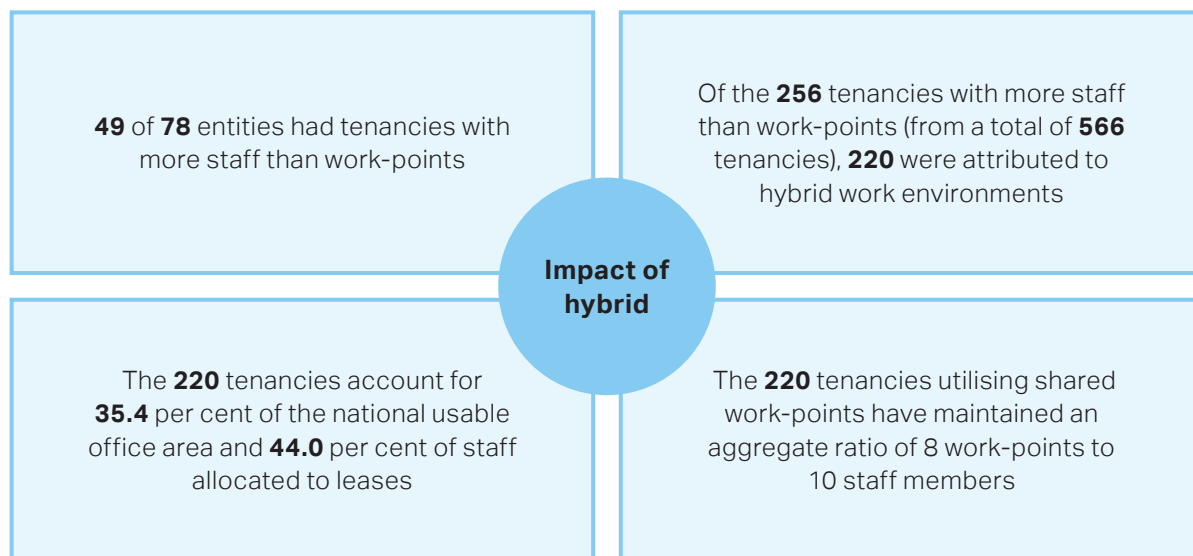 49 of 78 entities had tenancies with
more staff than work-points
Of the 256 tenancies with more staff
than work-points (from a total of 566
tenancies), 220 were attributed to
hybrid work environments
Impact of
hybrid
The 220 tenancies account for
35.4 per cent of the national usable
office area and 44.0 per cent of staff
allocated to leases
The 220 tenancies utilising shared
work-points have maintained an
aggregate ratio of 8 work-points to
10 staff members